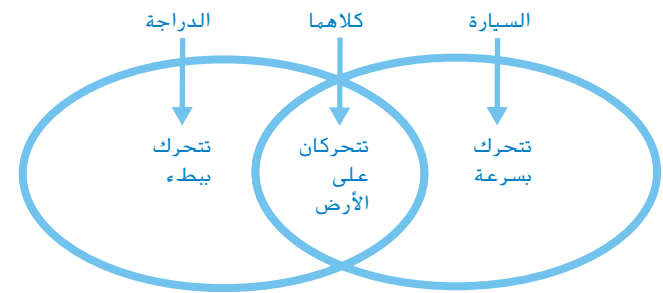 السيارة
كلاهما
الدراجة
تتحرك
بسرعة
تتحركان
على
الأرض
تتحرك
ببطء